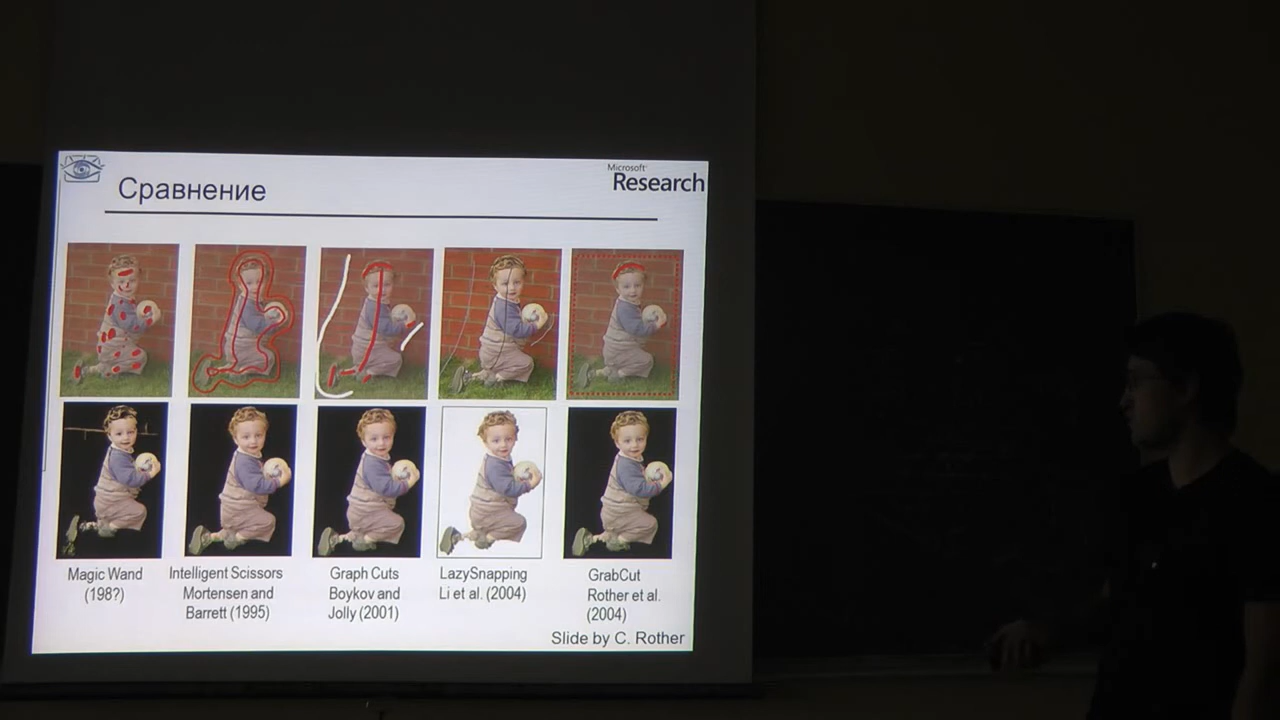 Microsoft
Research
Сравнение
Magic Wand
(198?)
Intelligent Scissors
Mortensen and
Barrett (1995)
Graph Cuts
Boykov and
Jolly (2001)
LazySnapping
Li et al. (2004)
GrabCut
Rother et al.
(2004)
Slide by C. Rother